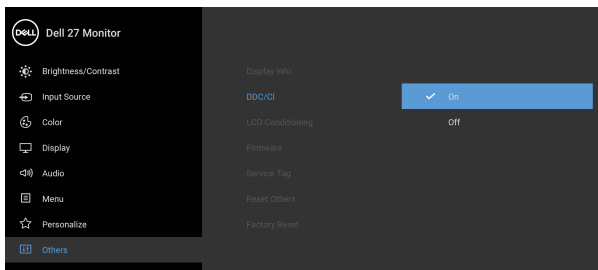 DELL Dell 27 Monitor
Brightness/Contrast
Display Info
Input Source
DDC/CI
On
Color
LCD Conditioning
Off
Display
Firmware
Audio
Service Tag
Menu
Reset Others
Personalize
Factory Reset
Others